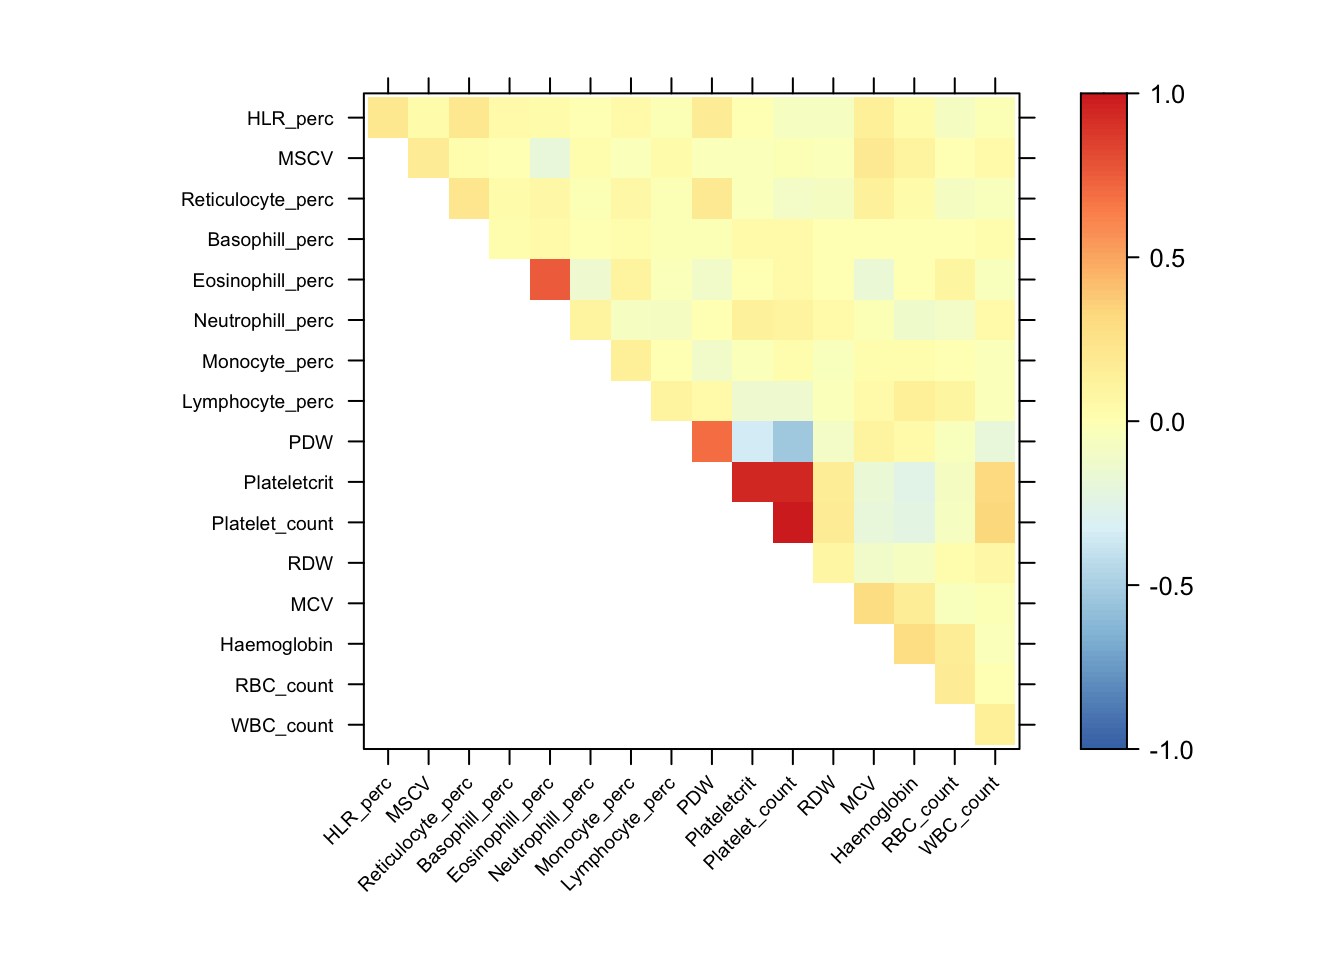 HLR_perc
MSCV
Reticulocyte_perc
Basophill_perc
Eosinophill_perc
Neutrophill_perc
Monocyte_perc
Lymphocyte_perc
PDW
Plateletcrit
Platelet_count
RDW
MCV
Haemoglobin
RBC_count
WBC_count
HLR_perc
MSCV
Reticulocyte_perc
Basophill_perc
Eosinophill_perc
Neutrophill_perc
Monocyte_perc
Lymphocyte_perc
PDW
Plateletcrit
Platelet_count
RDW
MCV
Haemoglobin
RBC_count
WBC_count
1.0
0.5
0.0
-0.5
-1.0